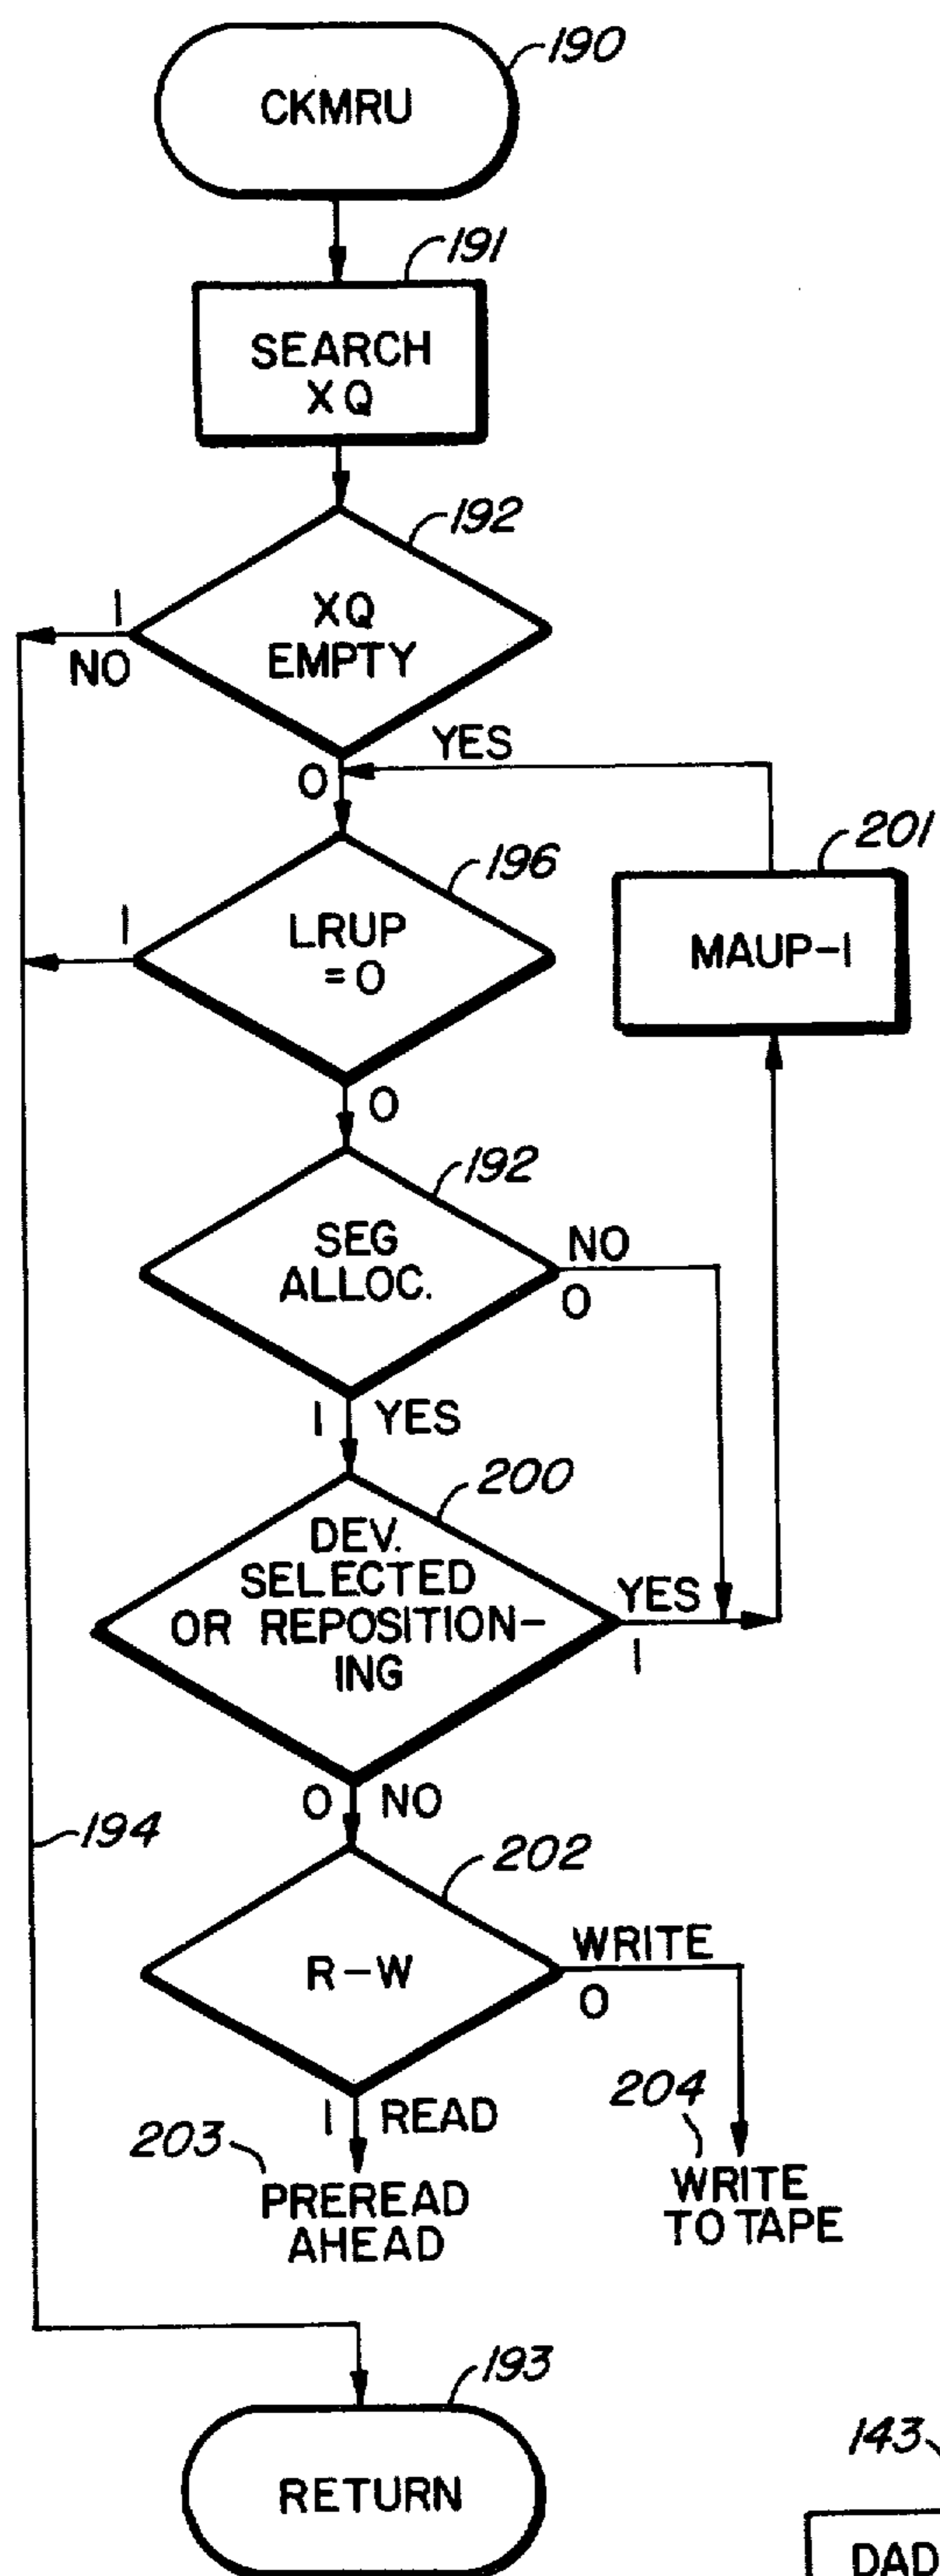 190
CKMRU
191
SEARCH
XQ
192
XQ
EMPTY
1
NO
YES
0
201
MAUP-1
196
LRUP
=0
1
0
192
SEG
ALLOC.
NO
0
1 YES
200
DEV.
SELECTED
OR REPOSITION-
ING
YES
1
0 NO
194
202
R-W
WRITE
0
1 READ
203
PREREAD
AHEAD
204
WRITE
TO TAPE
193
RETURN
143
DAD